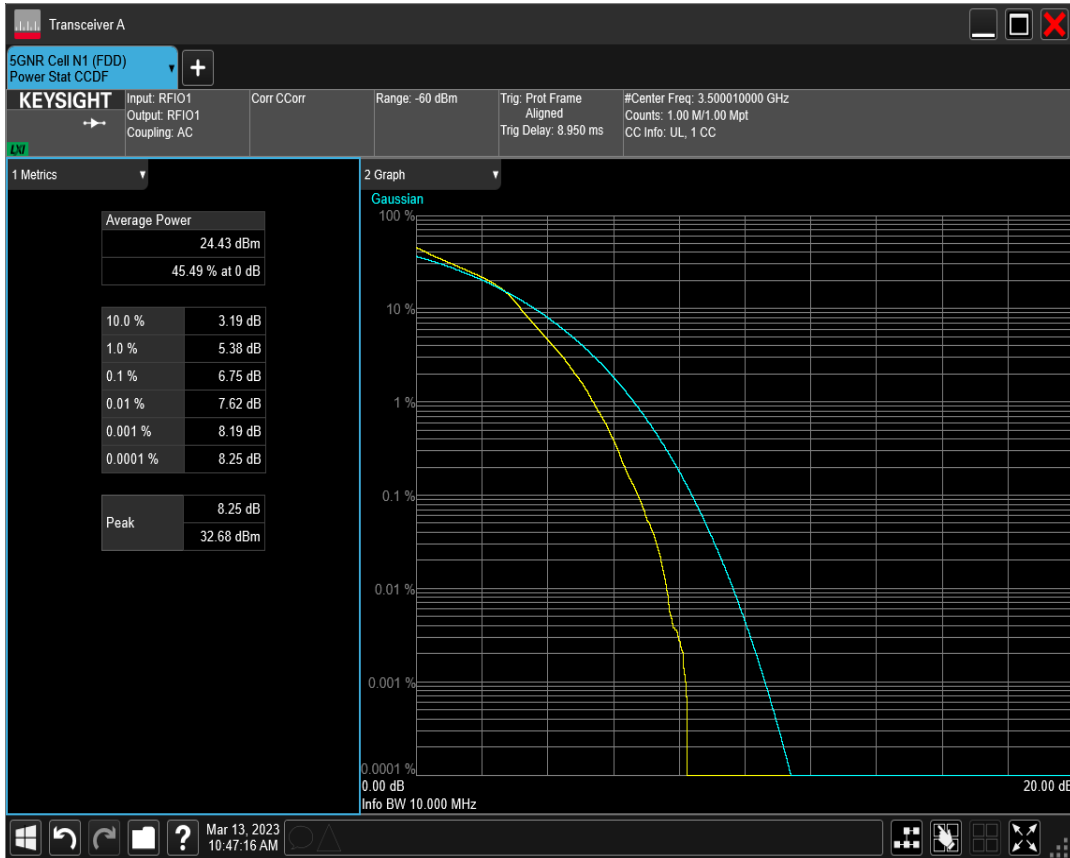 Transceiver A
5GNR Cell N1 (FDD)
Power Stat CCDF
+
KEYSIGHT
LXI
Input: RFIO1
Output: RFIO1
Coupling: AC
Corr CCorr
Range: -60 dBm
Trig: Prot Frame
Aligned
Trig Delay: 8.950 ms
#Center Freq: 3.500010000 GHz
Counts: 1.00 M/1.00 Mpt
CC Info: UL, 1 CC
1 Metrics
Average Power
24.43 dBm
45.49 % at 0 dB
10.0 % 3.19 dB
1.0 % 5.38 dB
0.1 % 6.75 dB
0.01 % 7.62 dB
0.001 % 8.19 dB
0.0001 % 8.25 dB
Peak
8.25 dB
32.68 dBm
2 Graph
Gaussian
100 %
10 %
1 %
0.1 %
0.01 %
0.001 %
0.0001 %
0.00 dB 20.00 dB
Info BW 10.000 MHz
?
Mar 13, 2023
10:47:16 AM